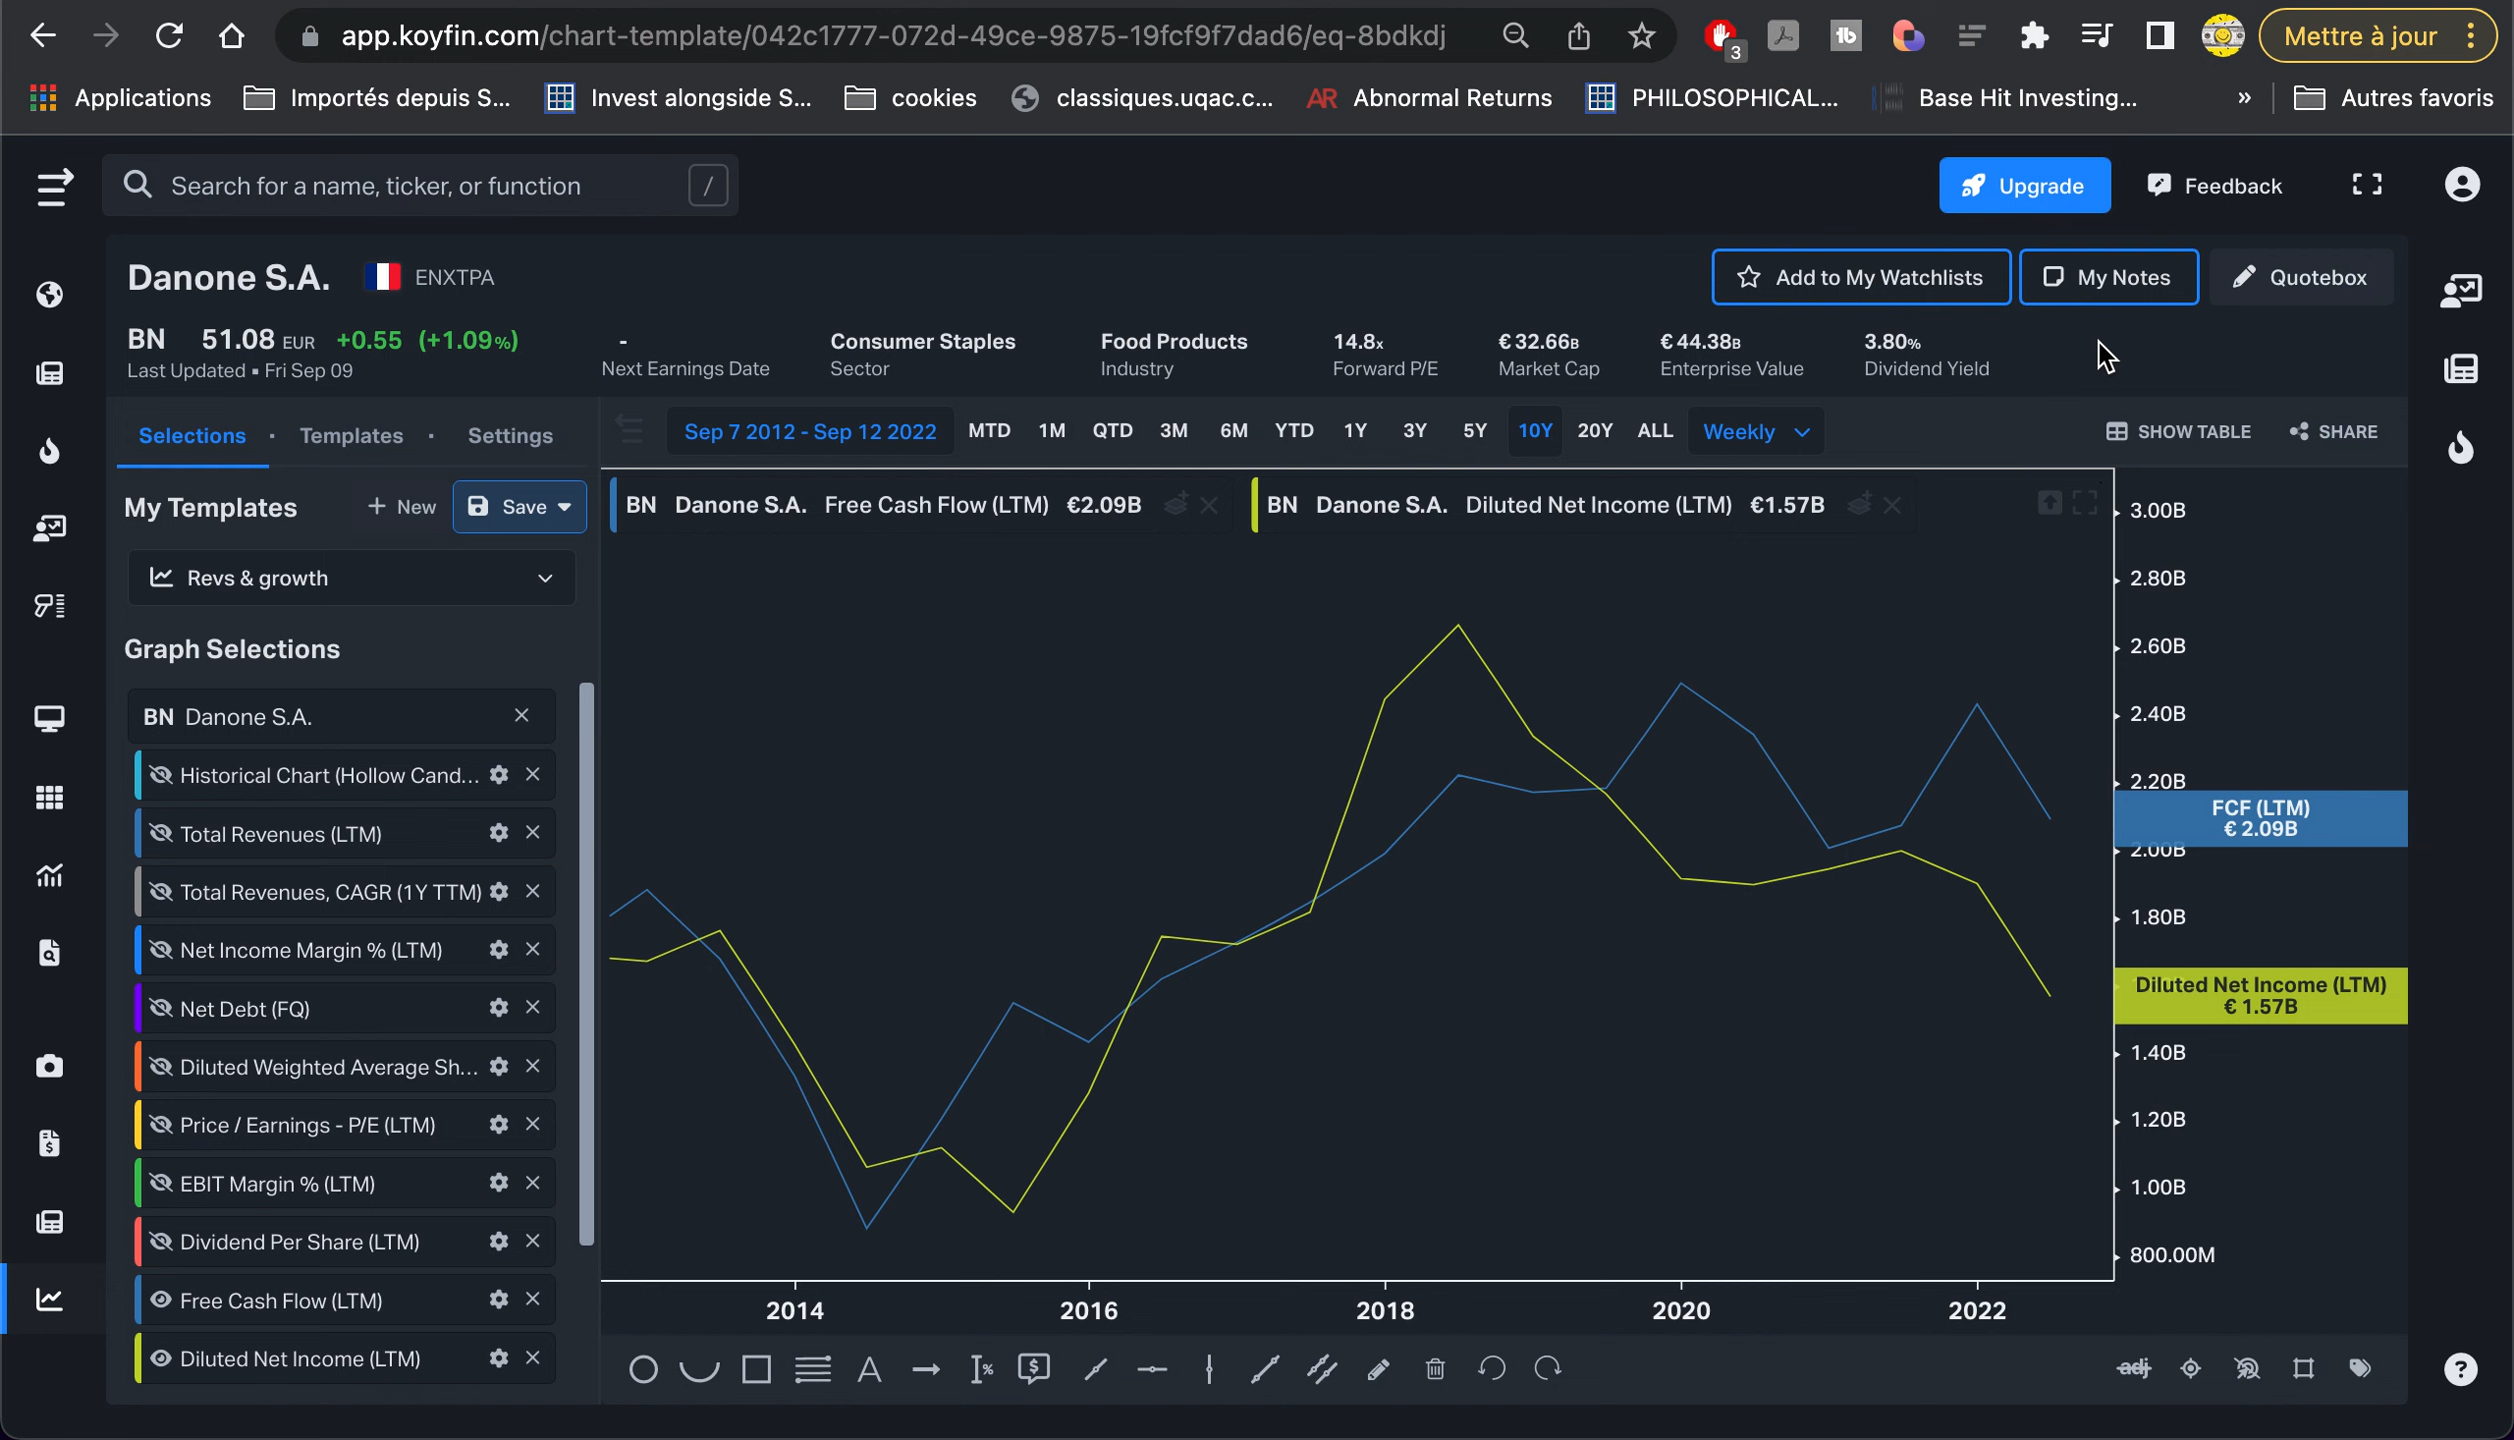 app.koyfin.com/chart-template/042c1777-072d-49ce-9875-19fcf9f7dad6/eq-8bdkdj
3
tb
Mettre à jour
Applications
Importés depuis S...
Invest alongside S...
cookies
classiques.uqac.c...
AR Abnormal Returns
PHILOSOPHICAL...
Base Hit Investing...
»
Autres favoris
Search for a name, ticker, or function
/
Upgrade
Feedback
Danone S.A.
ENXTPA
Add to My Watchlists
My Notes
Quotebox
BN 51.08 EUR +0.55 (+1.09%)
Last Updated • Fri Sep 09
-
Next Earnings Date
Consumer Staples
Sector
Food Products
Industry
14.8x
Forward P/E
€ 32.66B
Market Cap
€ 44.38B
Enterprise Value
3.80%
Dividend Yield
Selections · Templates · Settings
Sep 7 2012 - Sep 12 2022 MTD 1M QTD 3M 6M YTD 1Y 3Y 5Y 10Y 20Y ALL Weekly
SHOW TABLE
SHARE
My Templates
+ New
Save
Revs & growth
Graph Selections
BN Danone S.A.
Historical Chart (Hollow Cand...
Total Revenues (LTM)
Total Revenues, CAGR (1Y TTM)
Net Income Margin % (LTM)
Net Debt (FQ)
Diluted Weighted Average Sh...
Price / Earnings - P/E (LTM)
EBIT Margin % (LTM)
Dividend Per Share (LTM)
Free Cash Flow (LTM)
Diluted Net Income (LTM)
BN Danone S.A. Free Cash Flow (LTM) €2.09B
BN Danone S.A. Diluted Net Income (LTM) €1.57B
3.00B
2.80B
2.60B
2.40B
2.20B
FCF (LTM)
€ 2.09B
2.00B
1.80B
Diluted Net Income (LTM)
€ 1.57B
1.40B
1.20B
1.00B
800.00M
2014 2016 2018 2020 2022
A
%
$
adj
?